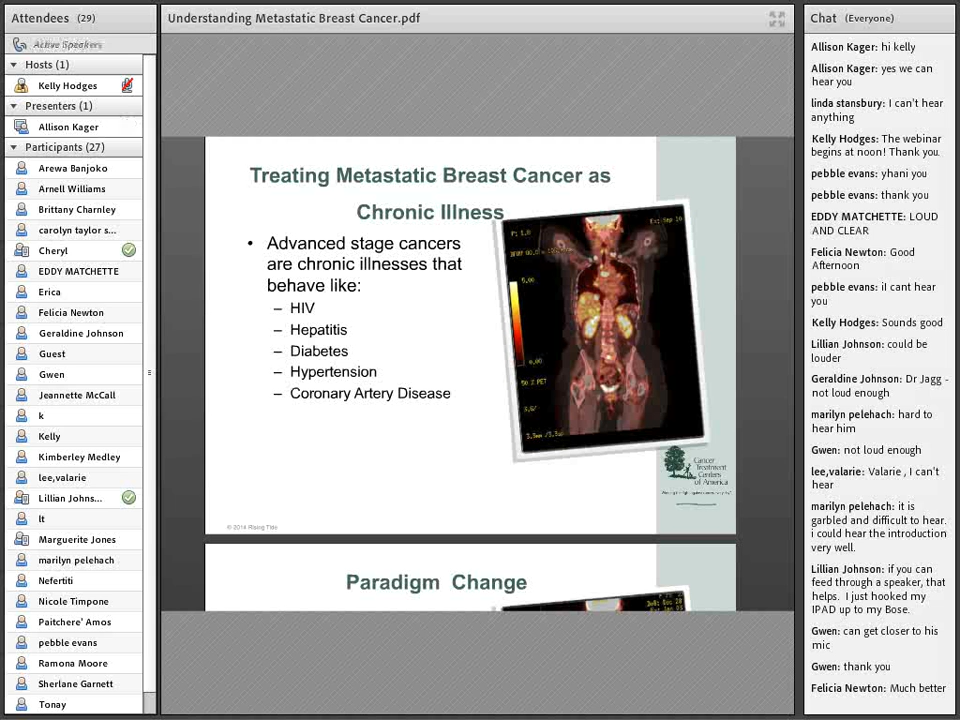 Attendees (29)
Active Speakers
Hosts (1)
Kelly Hodges
Presenters (1)
Allison Kager
Participants (27)
Arewa Banjoko
Arnell Williams
Brittany Charnley
carolyn taylor s...
Cheryl
EDDY MATCHETTE
Erica
Felicia Newton
Geraldine Johnson
Guest
Gwen
Jeannette McCall
k
Kelly
Kimberley Medley
lee,valarie
Lillian Johns...
lt
Marguerite Jones
marilyn pelehach
Nefertiti
Nicole Timpone
Paitchere' Amos
pebble evans
Ramona Moore
Sherlane Garnett
Tonay
Understanding Metastatic Breast Cancer.pdf
Treating Metastatic Breast Cancer as
Chronic Illness
• Advanced stage cancers
are chronic illnesses that
behave like:
– HIV
– Hepatitis
– Diabetes
– Hypertension
– Coronary Artery Disease
5.00
0.00
50 % PET
Cancer
Treatment
Centers
of America
© 2014 Rising Tide
Paradigm Change
Chat (Everyone)
Allison Kager: hi kelly
Allison Kager: yes we can
hear you
linda stansbury: I can't hear
anything
Kelly Hodges: The webinar
begins at noon! Thank you.
pebble evans: yhani you
pebble evans: thank you
EDDY MATCHETTE: LOUD
AND CLEAR
Felicia Newton: Good
Afternoon
pebble evans: iI cant hear
you
Kelly Hodges: Sounds good
Lillian Johnson: could be
louder
Geraldine Johnson: Dr Jagg -
not loud enough
marilyn pelehach: hard to
hear him
Gwen: not loud enough
lee,valarie: Valarie , I can't
hear
marilyn pelehach: it is
garbled and difficult to hear.
i could hear the introduction
very well.
Lillian Johnson: if you can
feed through a speaker, that
helps. I just hooked my
IPAD up to my Bose.
Gwen: can get closer to his
mic
Gwen: thank you
Felicia Newton: Much better